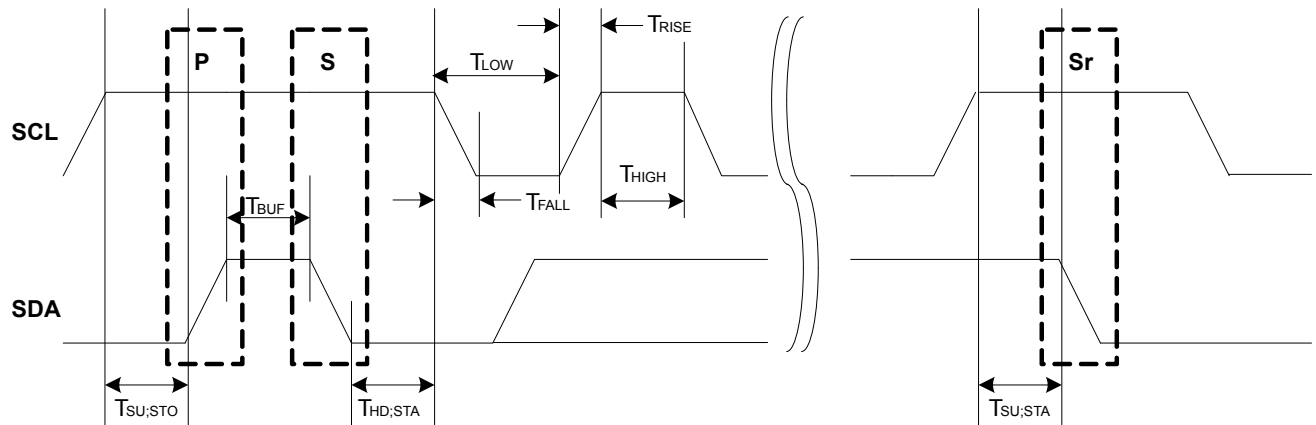 TRISE
P
S
TLOW
Sr
SCL
THIGH
TFALL
TBUF
SDA
TSU;STO
THD;STA
TSU;STA